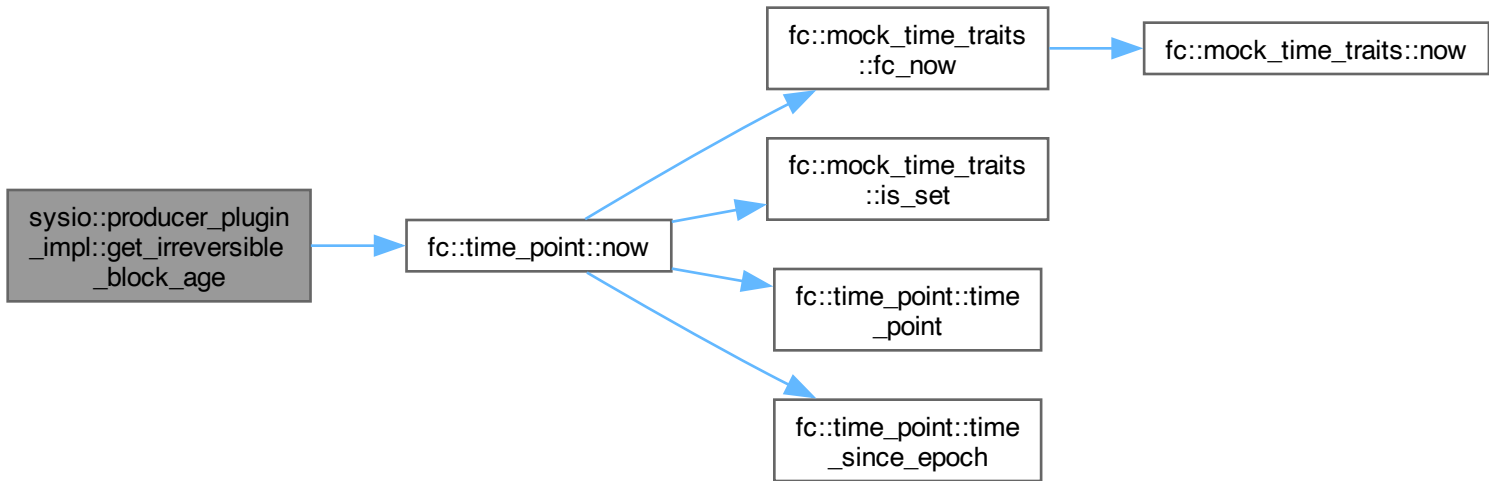 sysio::producer_plugin
_impl::get_irreversible
_block_age
fc::time_point::now
fc::mock_time_traits
::fc_now
fc::mock_time_traits::now
fc::mock_time_traits
::is_set
fc::time_point::time
_point
fc::time_point::time
_since_epoch